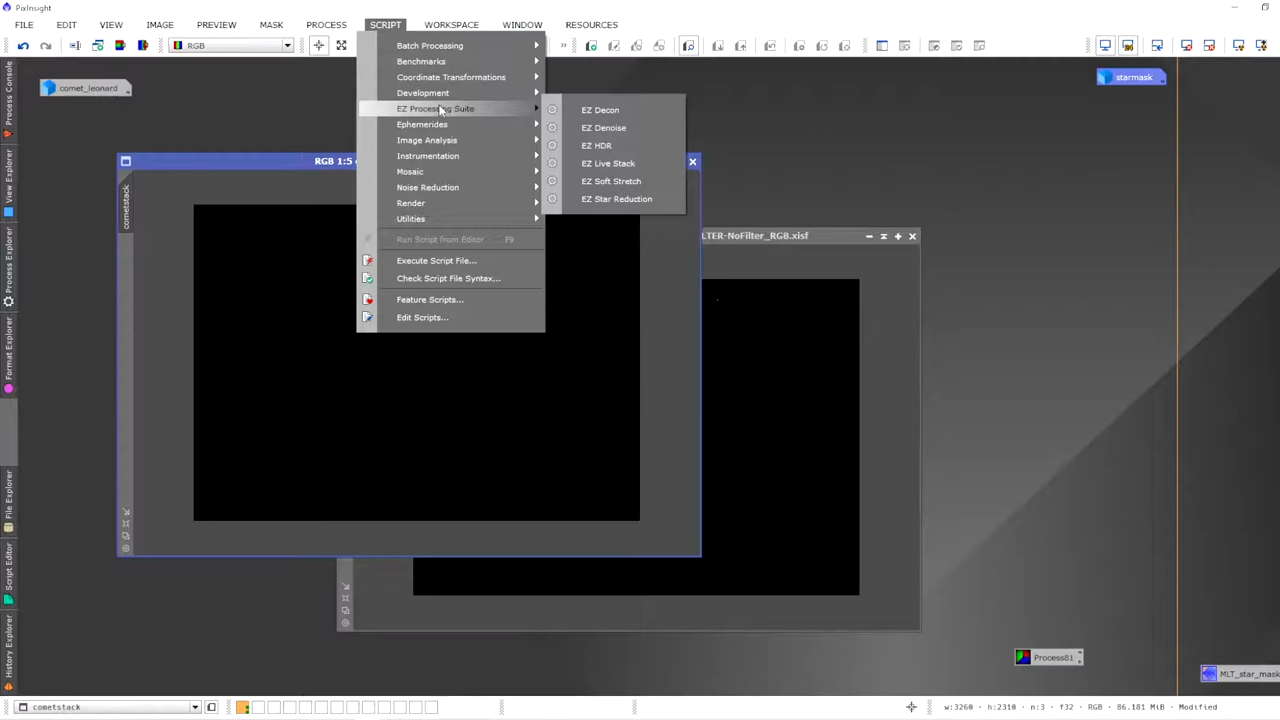 PixInsight
FILE EDIT VIEW IMAGE PREVIEW MASK PROCESS SCRIPT WORKSPACE WINDOW RESOURCES
RGB
comet_leonard
starmask
Batch Processing
Benchmarks
Coordinate Transformations
Development
EZ Processing Suite
Ephemerides
Image Analysis
Instrumentation
Mosaic
Noise Reduction
Render
Utilities
Run Script from Editor F9
Execute Script File...
Check Script File Syntax...
Feature Scripts...
Edit Scripts...
EZ Decon
EZ Denoise
EZ HDR
EZ Live Stack
EZ Soft Stretch
EZ Star Reduction
RGB 1:5
cometstack
LTER-NoFilter_RGB.xisf
Process Console
View Explorer
Process Explorer
Format Explorer
File Explorer
Script Editor
History Explorer
Process81
MLT_star_mask
cometstack
w:3260 · h:2310 · n:3 · f32 · RGB · 86.181 MiB · Modified